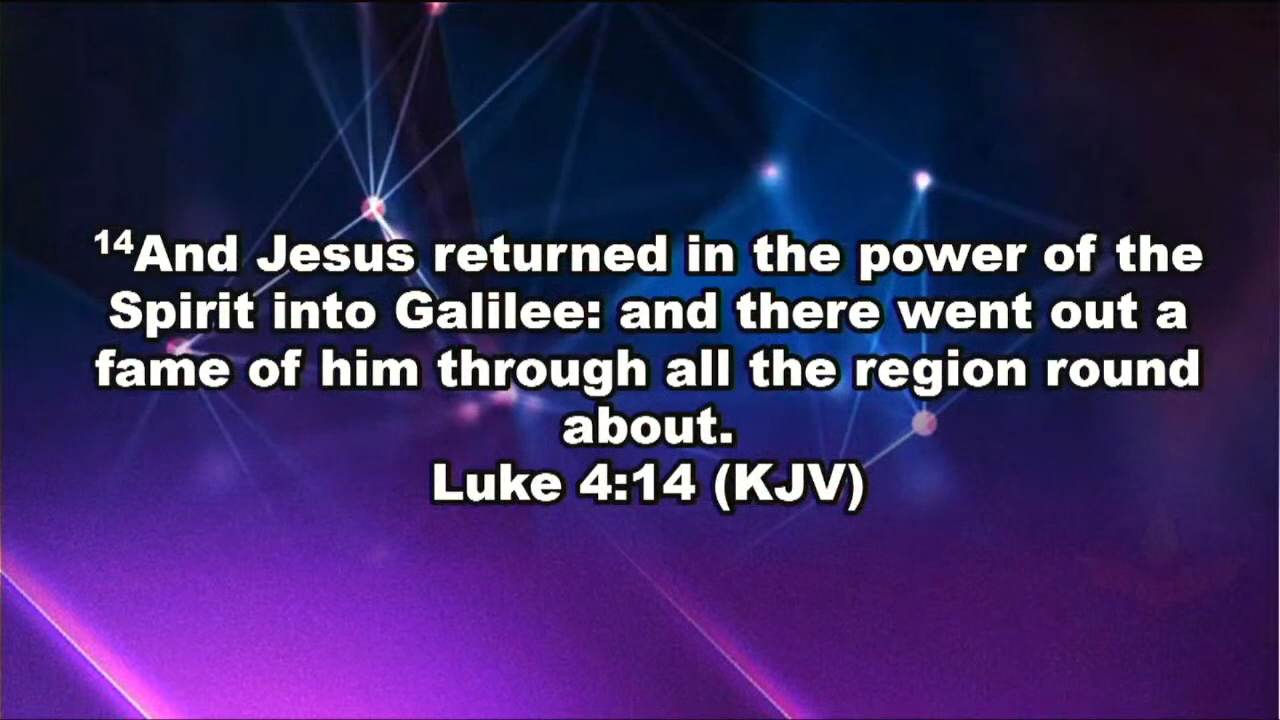 ¹⁴And Jesus returned in the power of the
Spirit into Galilee: and there went out a
fame of him through all the region round
about.
Luke 4:14 (KJV)